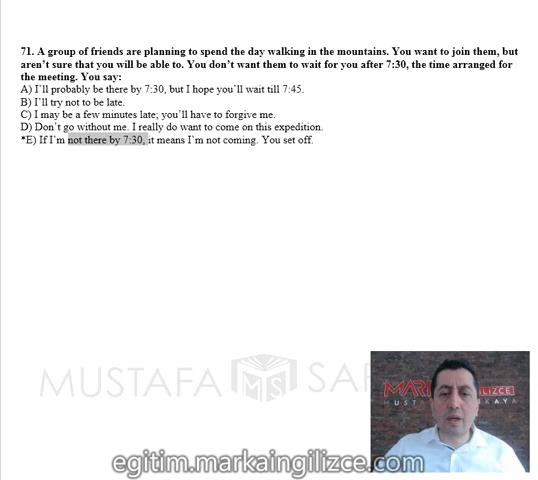 71. A group of friends are planning to spend the day walking in the mountains. You want to join them, but
aren't sure that you will be able to. You don't want them to wait for you after 7:30, the time arranged for
the meeting. You say:
A) I'll probably be there by 7:30, but I hope you'll wait till 7:45.
B) I'll try not to be late.
C) I may be a few minutes late; you'll have to forgive me.
D) Don't go without me. I really do want to come on this expedition.
*E) If I'm not there by 7:30, it means I'm not coming. You set off.
MUSTAFA MS
egitim.markaingilizce.com